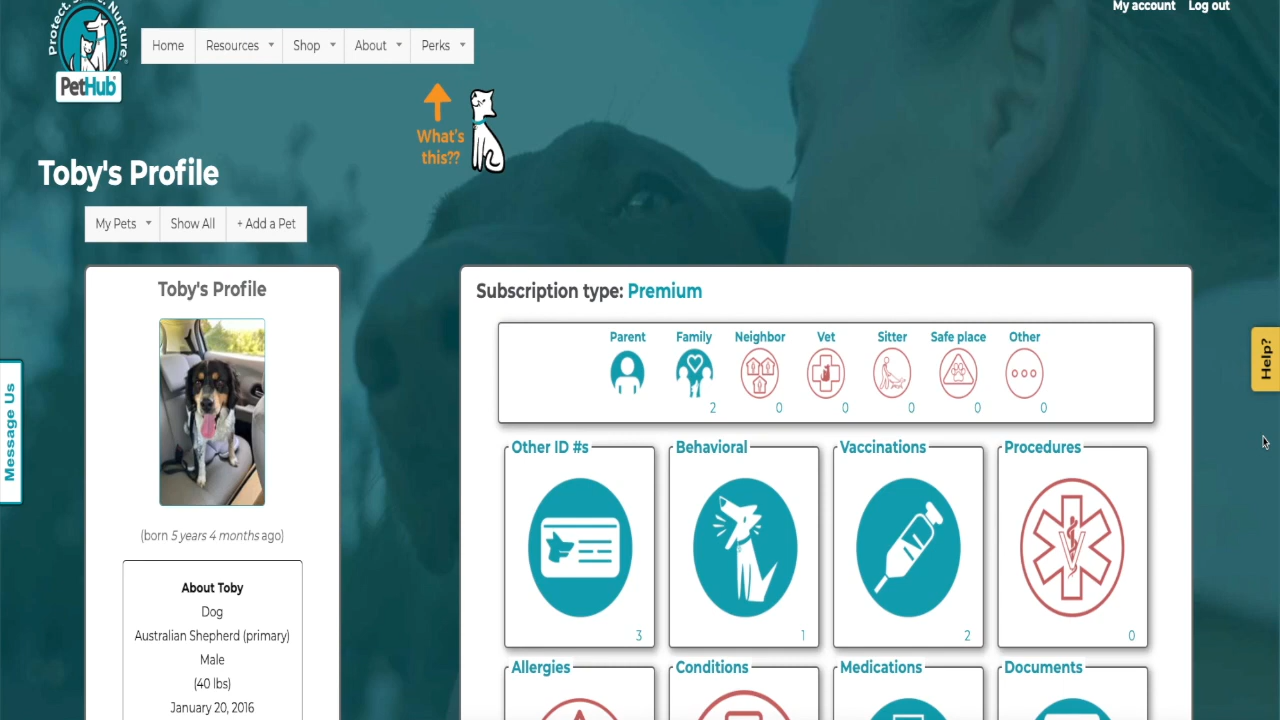 My account Log out
Protect. Nurture.
PetHub
Home Resources Shop About Perks
What's
this??
Toby's Profile
My Pets Show All + Add a Pet
Toby's Profile
(born 5 years 4 months ago)
About Toby
Dog
Australian Shepherd (primary)
Male
(40 lbs)
January 20, 2016
Subscription type: Premium
Parent Family Neighbor Vet Sitter Safe place Other
2 0 0 0 0 0
Other ID #s Behavioral Vaccinations Procedures
3 1 2 0
Allergies Conditions Medications Documents
Message Us
Help?